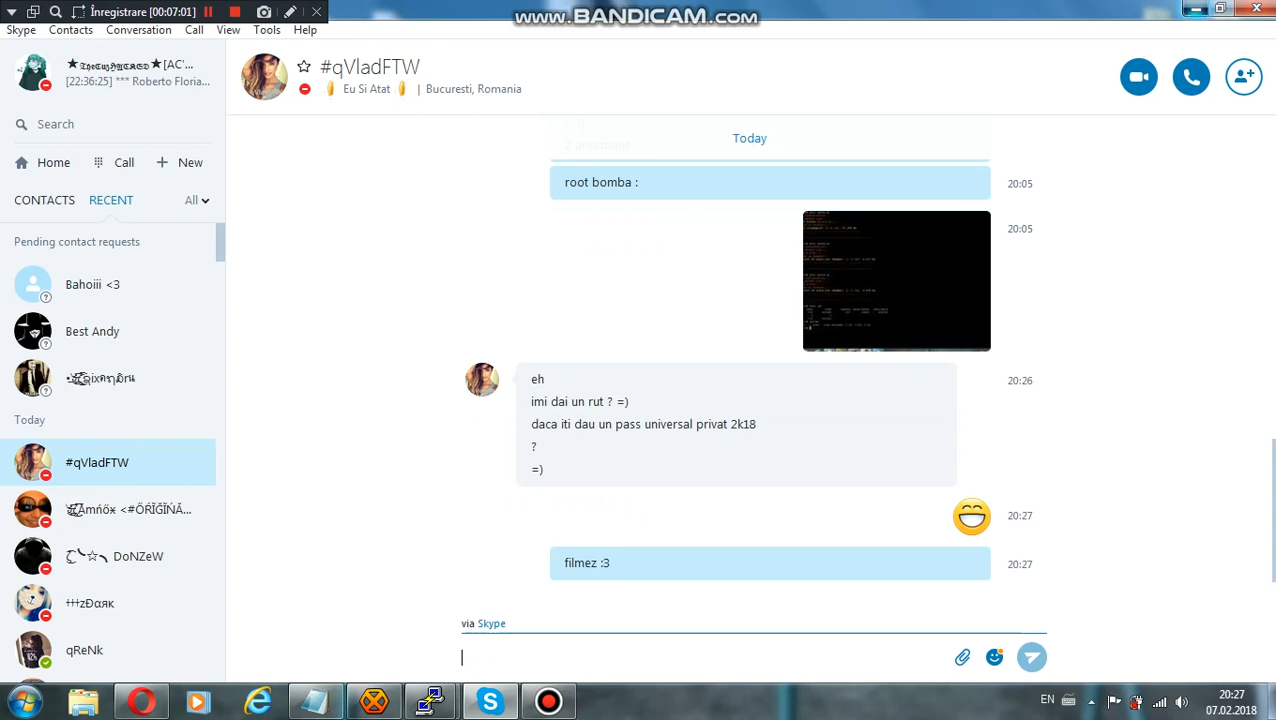 Înregistrare [00:07:01]
www.BANDICAM.com
Skype Contacts Conversation Call View Tools Help
[22:36:25] *** Roberto Floria...
#qVladFTW
Eu Si Atat | Bucuresti, Romania
Search
Home Call New
CONTACTS RECENT All
Pending contact requests
Best
Today
#qVladFTW
DoNZeW
qReNk
Today
root bomba :
20:05
20:05
eh
imi dai un rut ? =)
daca iti dau un pass universal privat 2k18
?
=)
20:26
20:27
filmez :3
20:27
via Skype
EN
20:27
07.02.2018